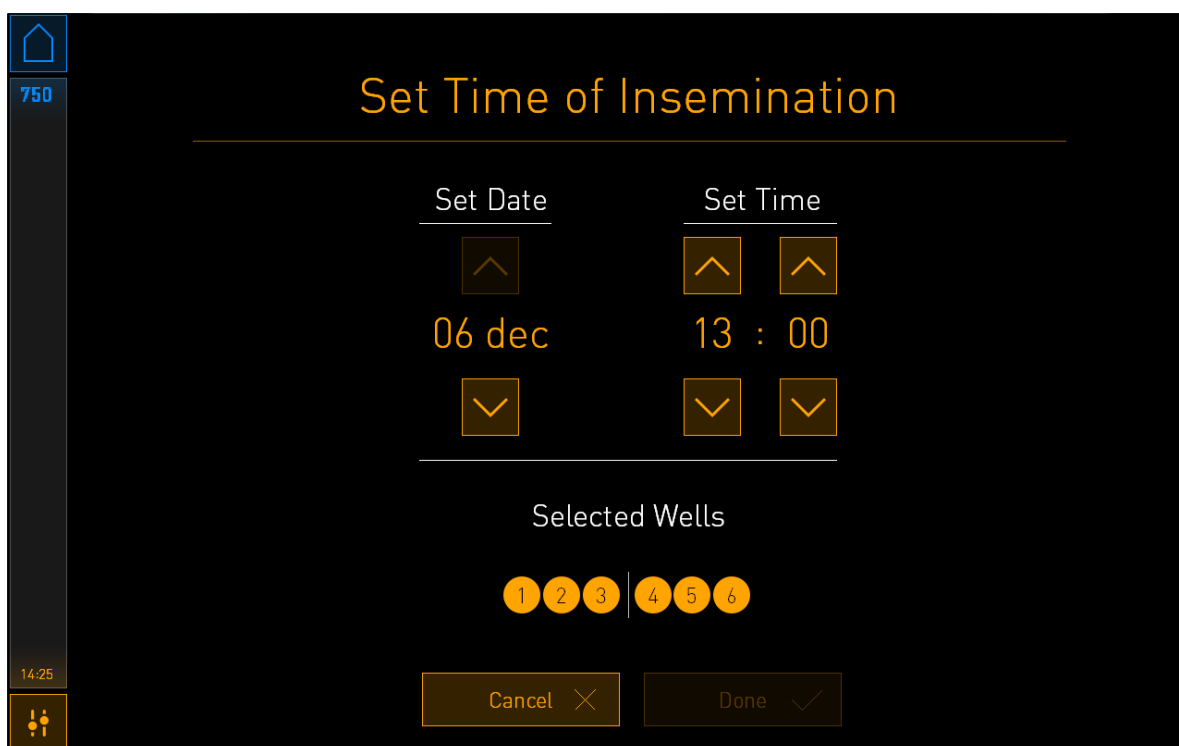 750
Set Time of Insemination
Set Date Set Time
06 dec 13 : 00
Selected Wells
1 2 3 4 5 6
14:25
Cancel Done